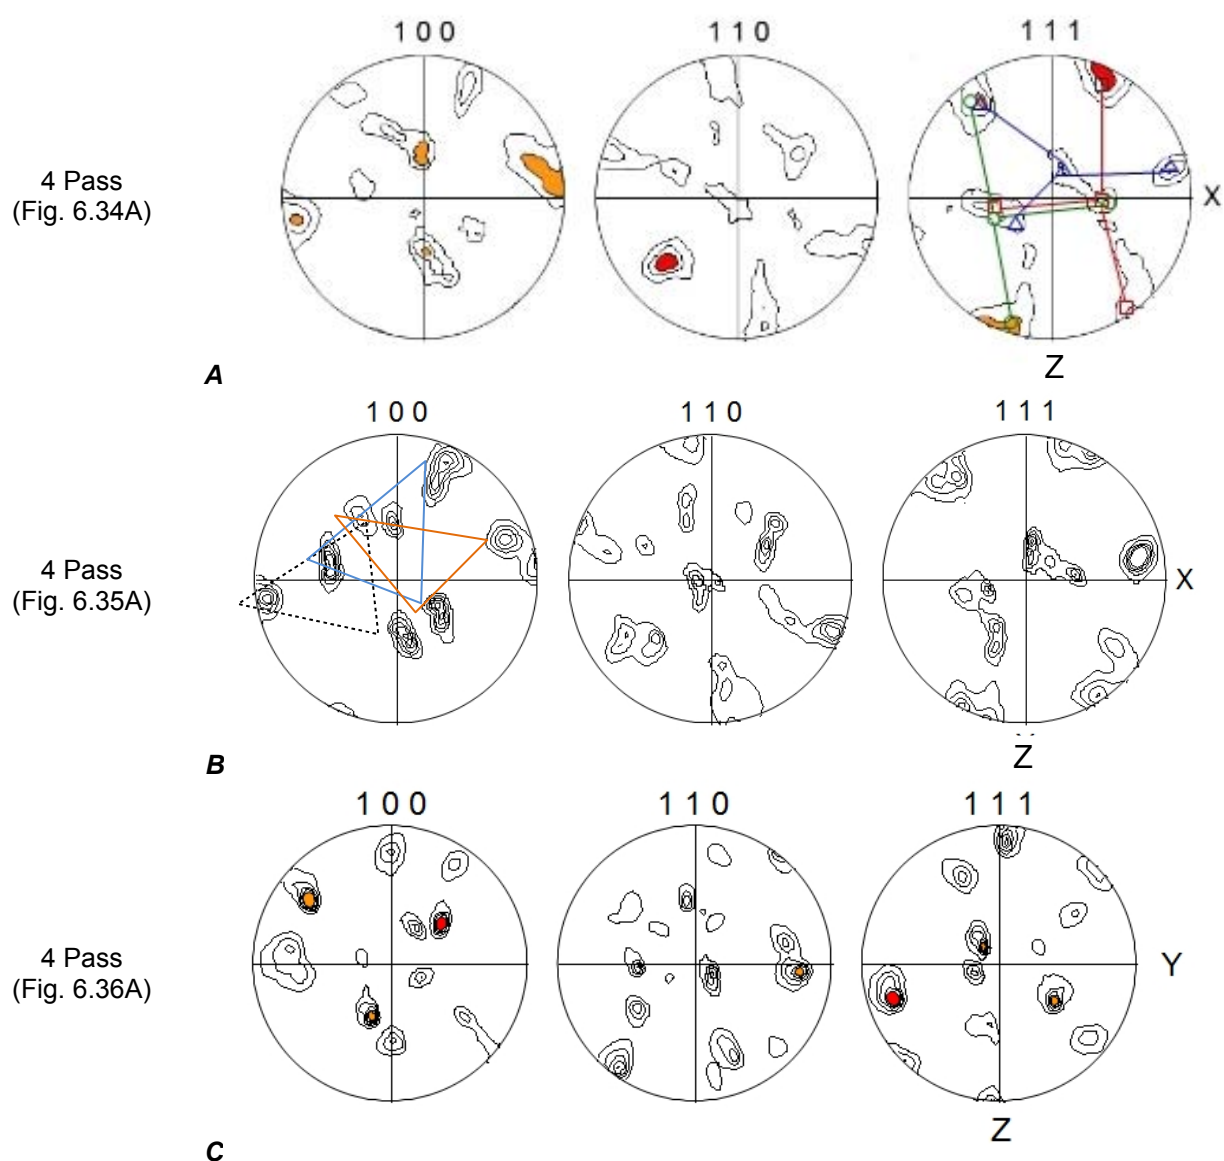 1 0 0 1 1 0 1 1 1
4 Pass
(Fig. 6.34A)
X
Z
A
1 0 0 1 1 0 1 1 1
4 Pass
(Fig. 6.35A)
X
Z
B
1 0 0 1 1 0 1 1 1
4 Pass
(Fig. 6.36A)
Y
Z
C